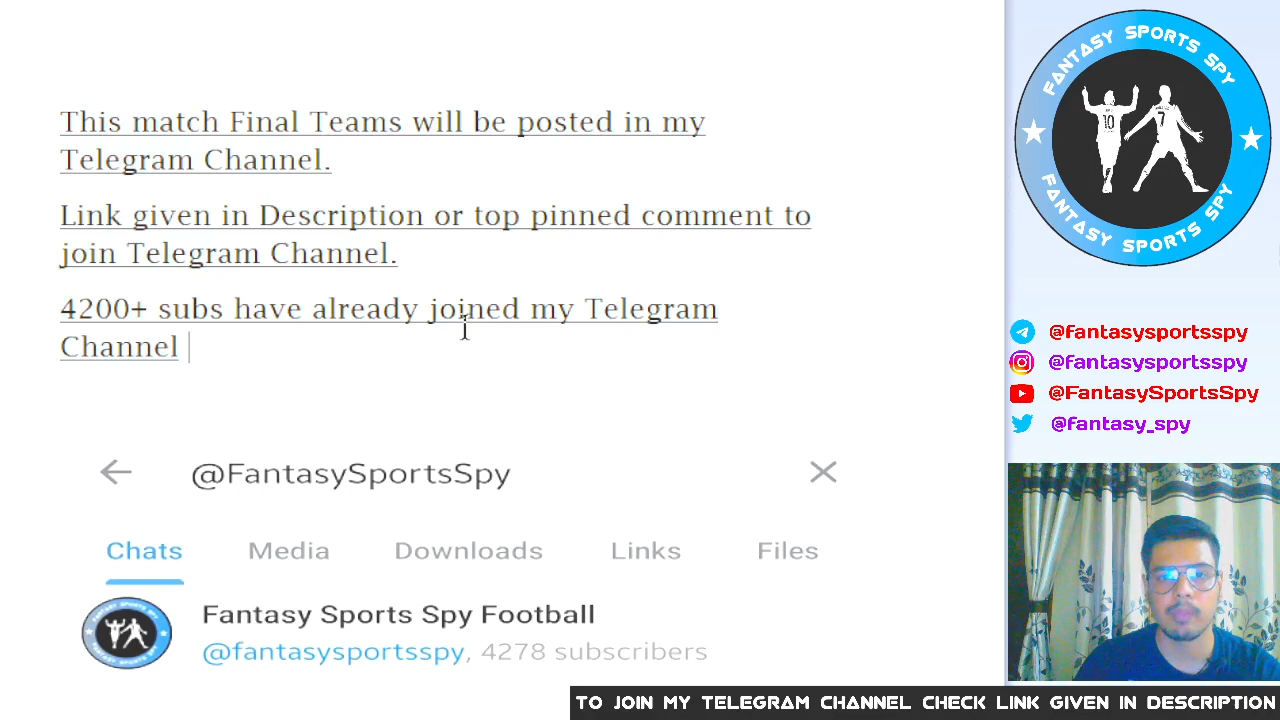 This match Final Teams will be posted in my
Telegram Channel.
Link given in Description or top pinned comment to
join Telegram Channel.
4200+ subs have already joined my Telegram
Channel
@FantasySportsSpy
Chats Media Downloads Links Files
Fantasy Sports Spy Football
@fantasysportsspy, 4278 subscribers
FANTASY SPORTS SPY
10
7
FANTASY SPORTS SPY
@fantasysportsspy
@fantasysportsspy
@FantasySportsSpy
@fantasy_spy
TO JOIN MY TELEGRAM CHANNEL CHECK LINK GIVEN IN DESCRIPTION